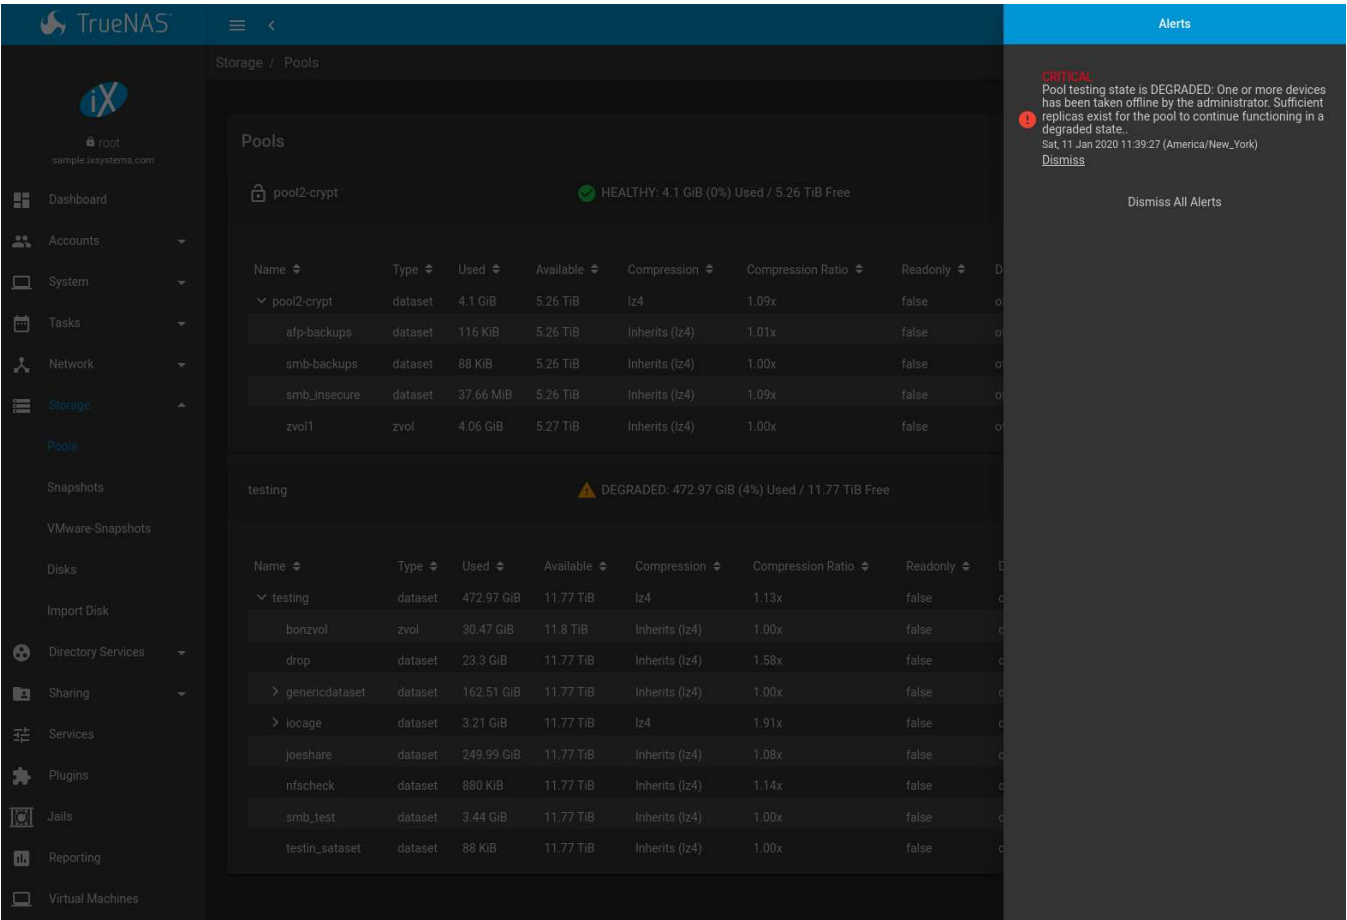 TrueNAS
Alerts
Storage / Pools
iX
root
sample.ixsystems.com
Dashboard
Accounts
System
Tasks
Network
Storage
Pools
Snapshots
VMware-Snapshots
Disks
Import Disk
Directory Services
Sharing
Services
Plugins
Jails
Reporting
Virtual Machines
Pools
pool2-crypt HEALTHY: 4.1 GiB (0%) Used / 5.26 TiB Free
Name Type Used Available Compression Compression Ratio Readonly D
pool2-crypt dataset 4.1 GiB 5.26 TiB lz4 1.09x false
afp-backups dataset 116 KiB 5.26 TiB Inherits (lz4) 1.01x false
smb-backups dataset 88 KiB 5.26 TiB Inherits (lz4) 1.00x false
smb_insecure dataset 37.66 MiB 5.26 TiB Inherits (lz4) 1.09x false
zvol1 zvol 4.06 GiB 5.27 TiB Inherits (lz4) 1.00x false
testing DEGRADED: 472.97 GiB (4%) Used / 11.77 TiB Free
Name Type Used Available Compression Compression Ratio Readonly
testing dataset 472.97 GiB 11.77 TiB lz4 1.13x false
bonzvol zvol 30.47 GiB 11.8 TiB Inherits (lz4) 1.00x false
drop dataset 23.3 GiB 11.77 TiB Inherits (lz4) 1.58x false
genericdataset dataset 162.51 GiB 11.77 TiB Inherits (lz4) 1.00x false
iocage dataset 3.21 GiB 11.77 TiB lz4 1.91x false
joeshare dataset 249.99 GiB 11.77 TiB Inherits (lz4) 1.08x false
nfscheck dataset 880 KiB 11.77 TiB Inherits (lz4) 1.14x false
smb_test dataset 3.44 GiB 11.77 TiB Inherits (lz4) 1.00x false
testin_sataset dataset 88 KiB 11.77 TiB Inherits (lz4) 1.00x false
CRITICAL
Pool testing state is DEGRADED: One or more devices
has been taken offline by the administrator. Sufficient
replicas exist for the pool to continue functioning in a
degraded state..
Sat, 11 Jan 2020 11:39:27 (America/New_York)
Dismiss
Dismiss All Alerts